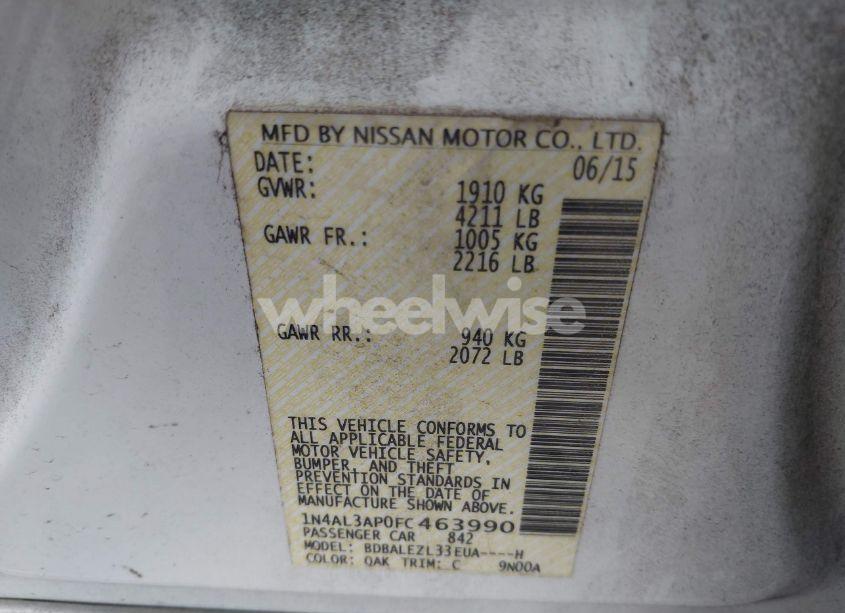 MFD BY NISSAN MOTOR CO., LTD.
DATE: 06/15
GVWR: 1910 KG
4211 LB
GAWR FR.: 1005 KG
2216 LB
wheelwise
GAWR RR.: 940 KG
2072 LB
THIS VEHICLE CONFORMS TO
ALL APPLICABLE FEDERAL
MOTOR VEHICLE SAFETY,
BUMPER, AND THEFT
PREVENTION STANDARDS IN
EFFECT ON THE DATE OF
MANUFACTURE SHOWN ABOVE.
1N4AL3AP0FC463990
PASSENGER CAR 842
MODEL: BDBALEZL33EUA----H
COLOR: QAK TRIM: C 9N00A